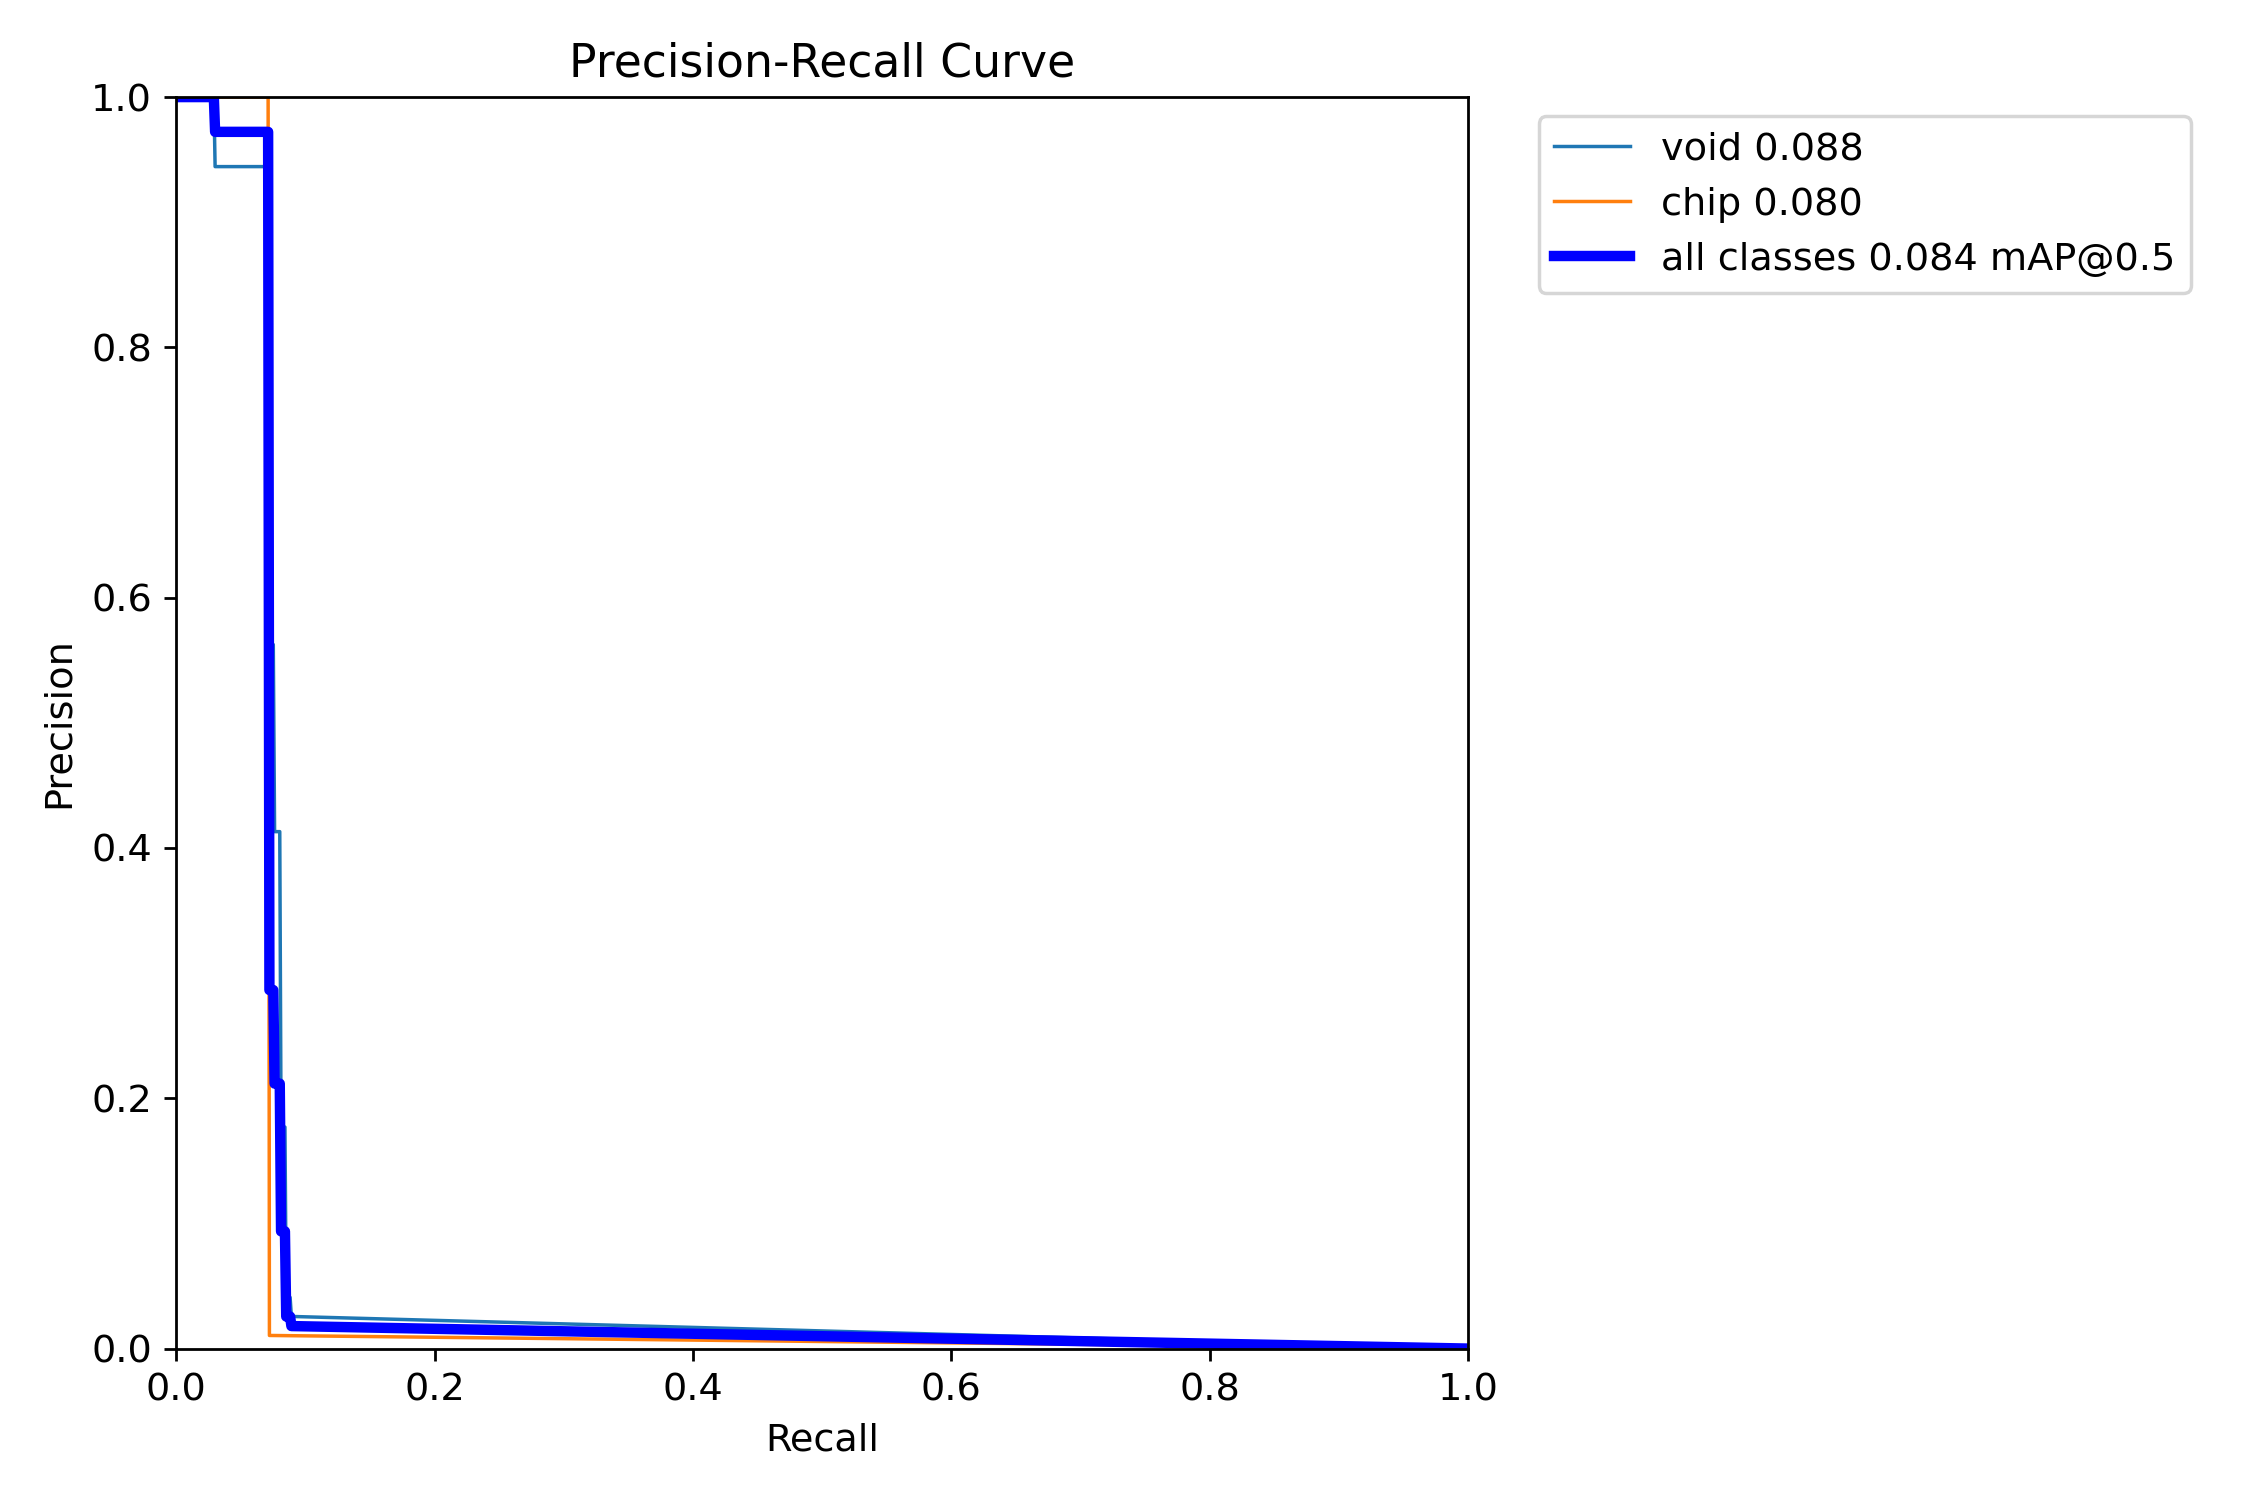 Precision-Recall Curve
1.0
0.8
0.6
0.4
0.2
0.0
Precision
0.0 0.2 0.4 0.6 0.8 1.0
Recall
void 0.088
chip 0.080
all classes 0.084 mAP@0.5